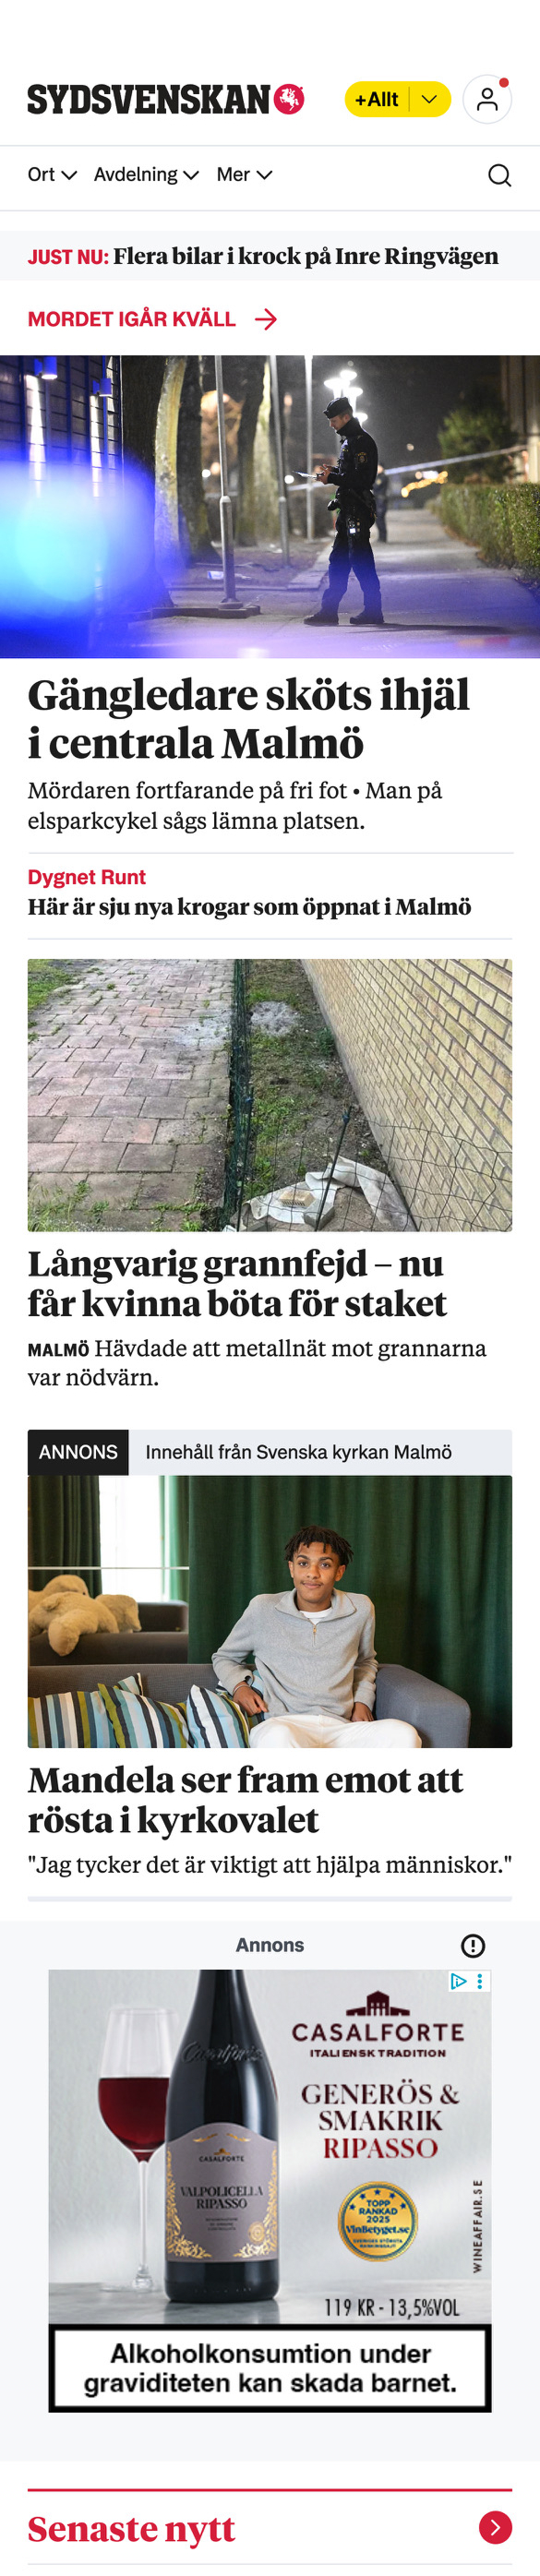 SYDSVENSKAN
+Allt
Ort
Avdelning
Mer
JUST NU: Flera bilar i krock på Inre Ringvägen
MORDET IGÅR KVÄLL
Gängledare sköts ihjäl
i centrala Malmö
Mördaren fortfarande på fri fot • Man på
elsparkcykel sågs lämna platsen.
Dygnet Runt
Här är sju nya krogar som öppnat i Malmö
Långvarig grannfejd – nu
får kvinna böta för staket
MALMÖ Hävdade att metallnät mot grannarna
var nödvärn.
ANNONS
Innehåll från Svenska kyrkan Malmö
Mandela ser fram emot att
rösta i kyrkovalet
"Jag tycker det är viktigt att hjälpa människor."
Annons
CASALFORTE
ITALIENSK TRADITION
GENERÖS &
SMAKRIK
RIPASSO
Casalforte
CASALFORTE
VALPOLICELLA
RIPASSO
TOPP
RANKAD
2025
VinBetyget.se
WINEAFFAIR.SE
119 KR - 13,5%VOL
Alkoholkonsumtion under
graviditeten kan skada barnet.
Senaste nytt